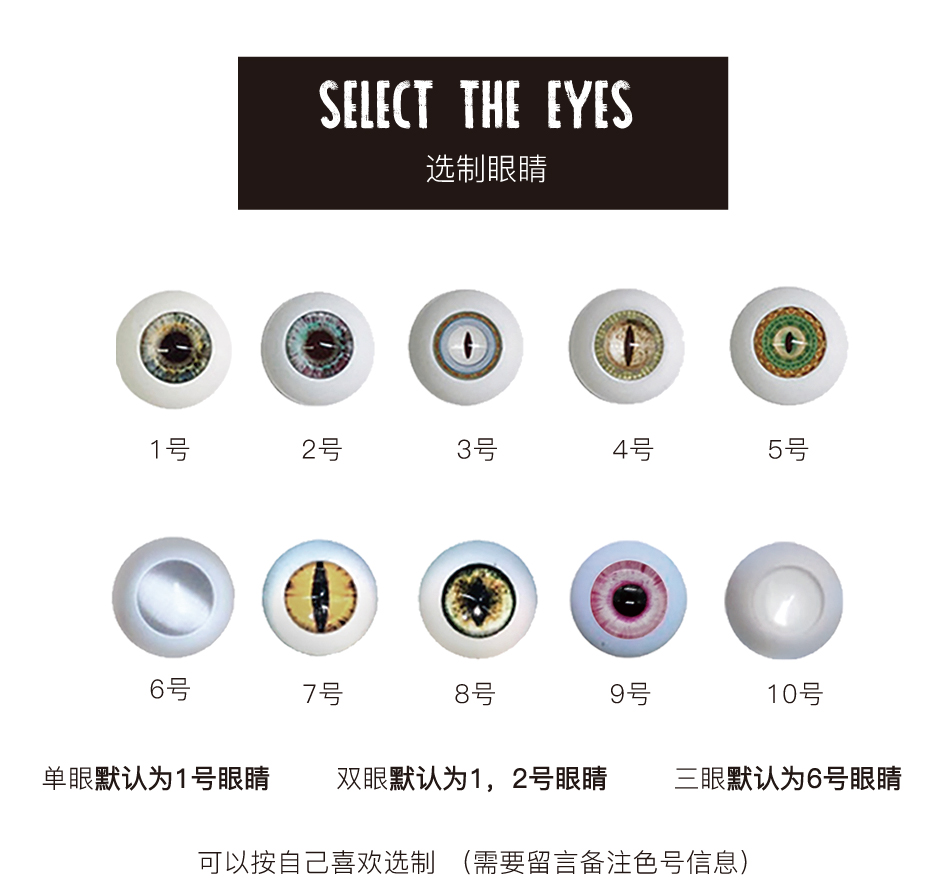 SELECT THE EYES
选制眼睛
1号 2号 3号 4号 5号
6号 7号 8号 9号 10号
单眼默认为1号眼睛 双眼默认为1，2号眼睛 三眼默认为6号眼睛
可以按自己喜欢选制 （需要留言备注色号信息）